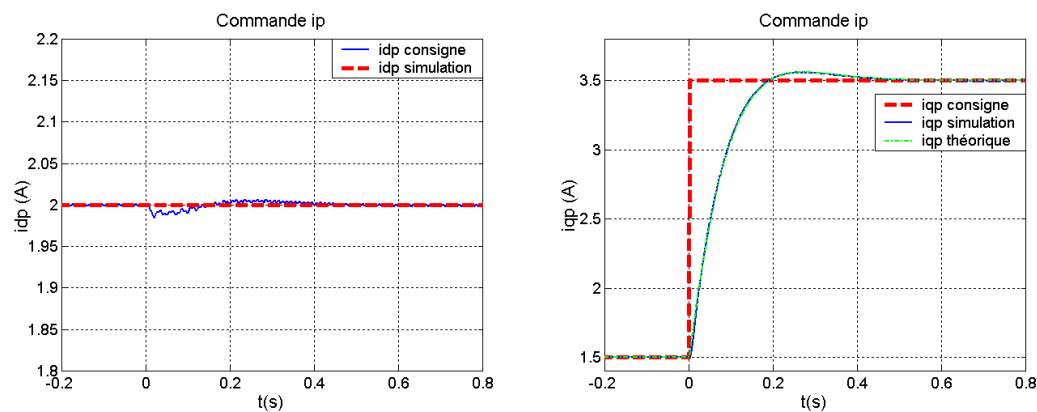 Commande ip
2.2
2.15
2.1
2.05
2
1.95
1.9
1.85
1.8
idp (A)
idp consigne
idp simulation
-0.2
0
0.2
0.4
0.6
0.8
t(s)
Commande ip
3.5
3
2.5
2
1.5
iqp (A)
iqp consigne
iqp simulation
iqp théorique
-0.2
0
0.2
0.4
0.6
0.8
t(s)